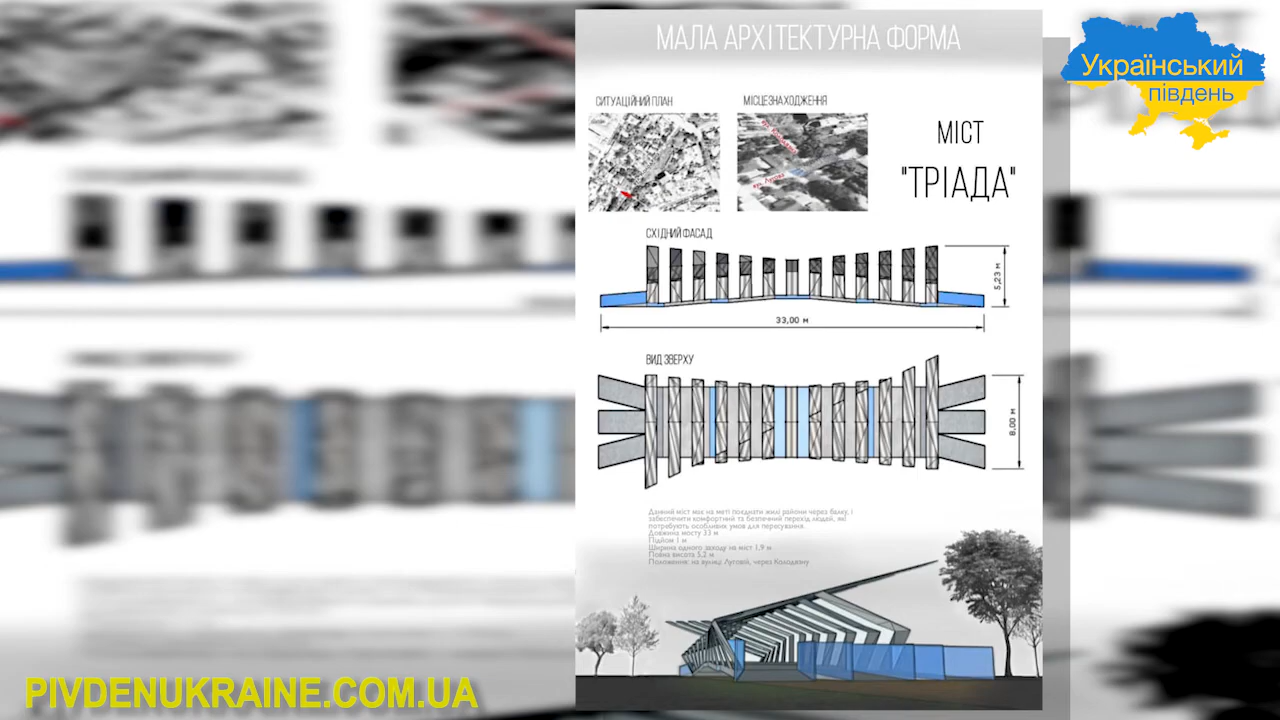 МАЛА АРХІТЕКТУРНА ФОРМА
Український
південь
СИТУАЦІЙНИЙ ПЛАН
МІСЦЕЗНАХОДЖЕННЯ
МІСТ
"ТРІАДА"
вул. Лугова
СХІДНИЙ ФАСАД
5,23 м
33,00 м
ВИД ЗВЕРХУ
8,00 м
Данний міст має на меті поєднати жилі райони через балку, і
забезпечити комфортний та безпечний перехід людей, які
потребують особливих умов для пересування.
Довжина мосту 33 м
Підйом 1 м
Ширина одного заходу на міст 1.9 м
Повна висота 5,2 м
Положення: на вулиці Луговій, через Колодязну
PIVDENUKRAINE.COM.UA